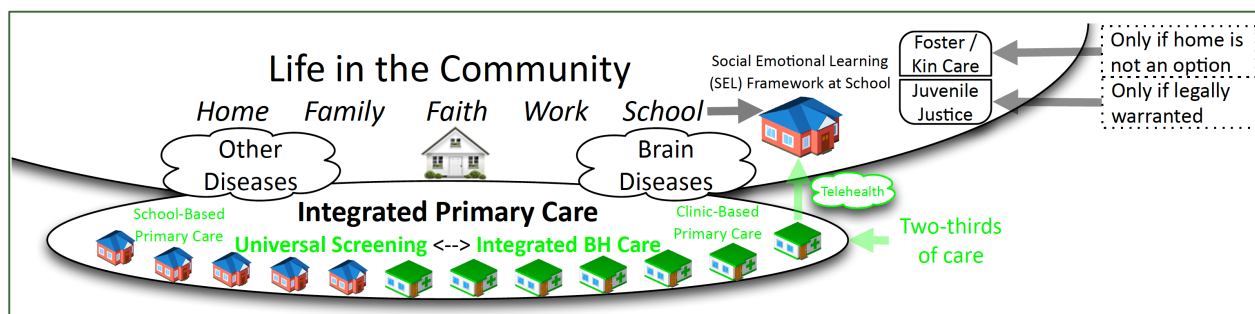 Life in the Community
Home Family Faith Work School
Social Emotional Learning
(SEL) Framework at School
Foster /
Kin Care
Only if home is
not an option
Juvenile
Justice
Only if legally
warranted
Other
Diseases
Brain
Diseases
Telehealth
Integrated Primary Care
School-Based
Primary Care
Clinic-Based
Primary Care
Universal Screening <--> Integrated BH Care
Two-thirds
of care